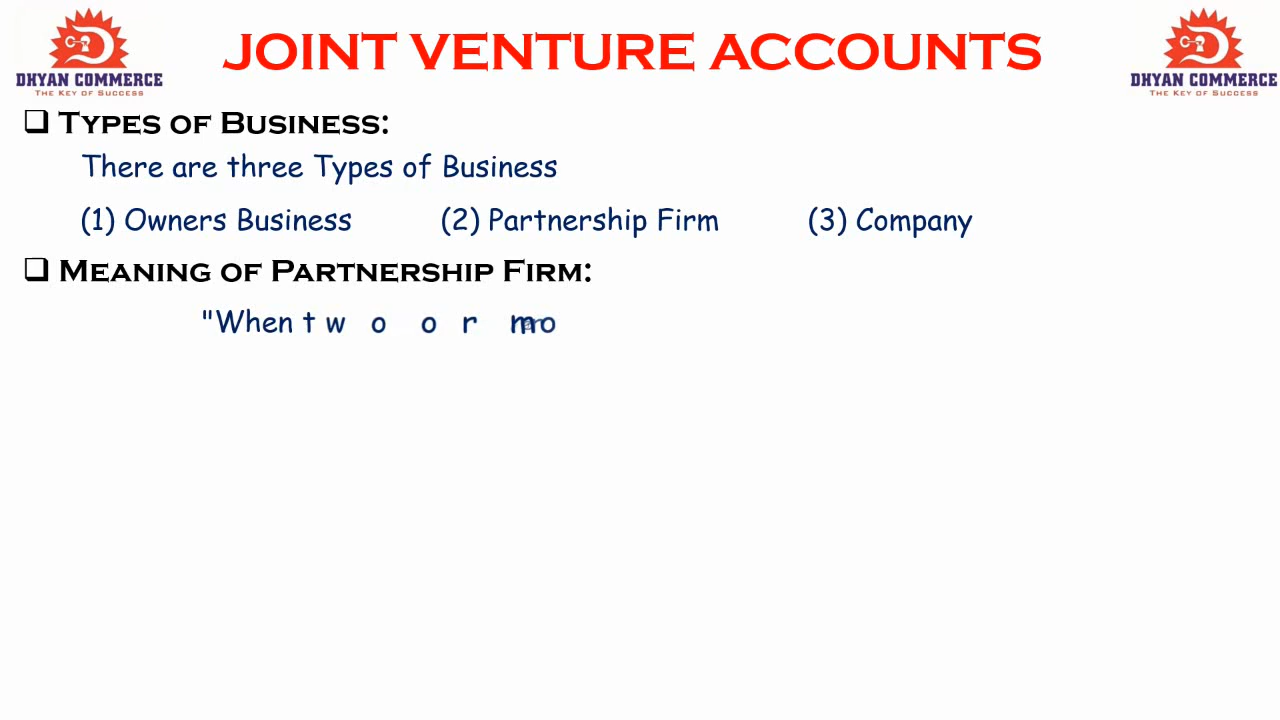 JOINT VENTURE ACCOUNTS
DHYAN COMMERCE
THE KEY OF SUCCESS
DHYAN COMMERCE
THE KEY OF SUCCESS
❑ TYPES OF BUSINESS:
There are three Types of Business
(1) Owners Business (2) Partnership Firm (3) Company
❑ MEANING OF PARTNERSHIP FIRM:
"When two or